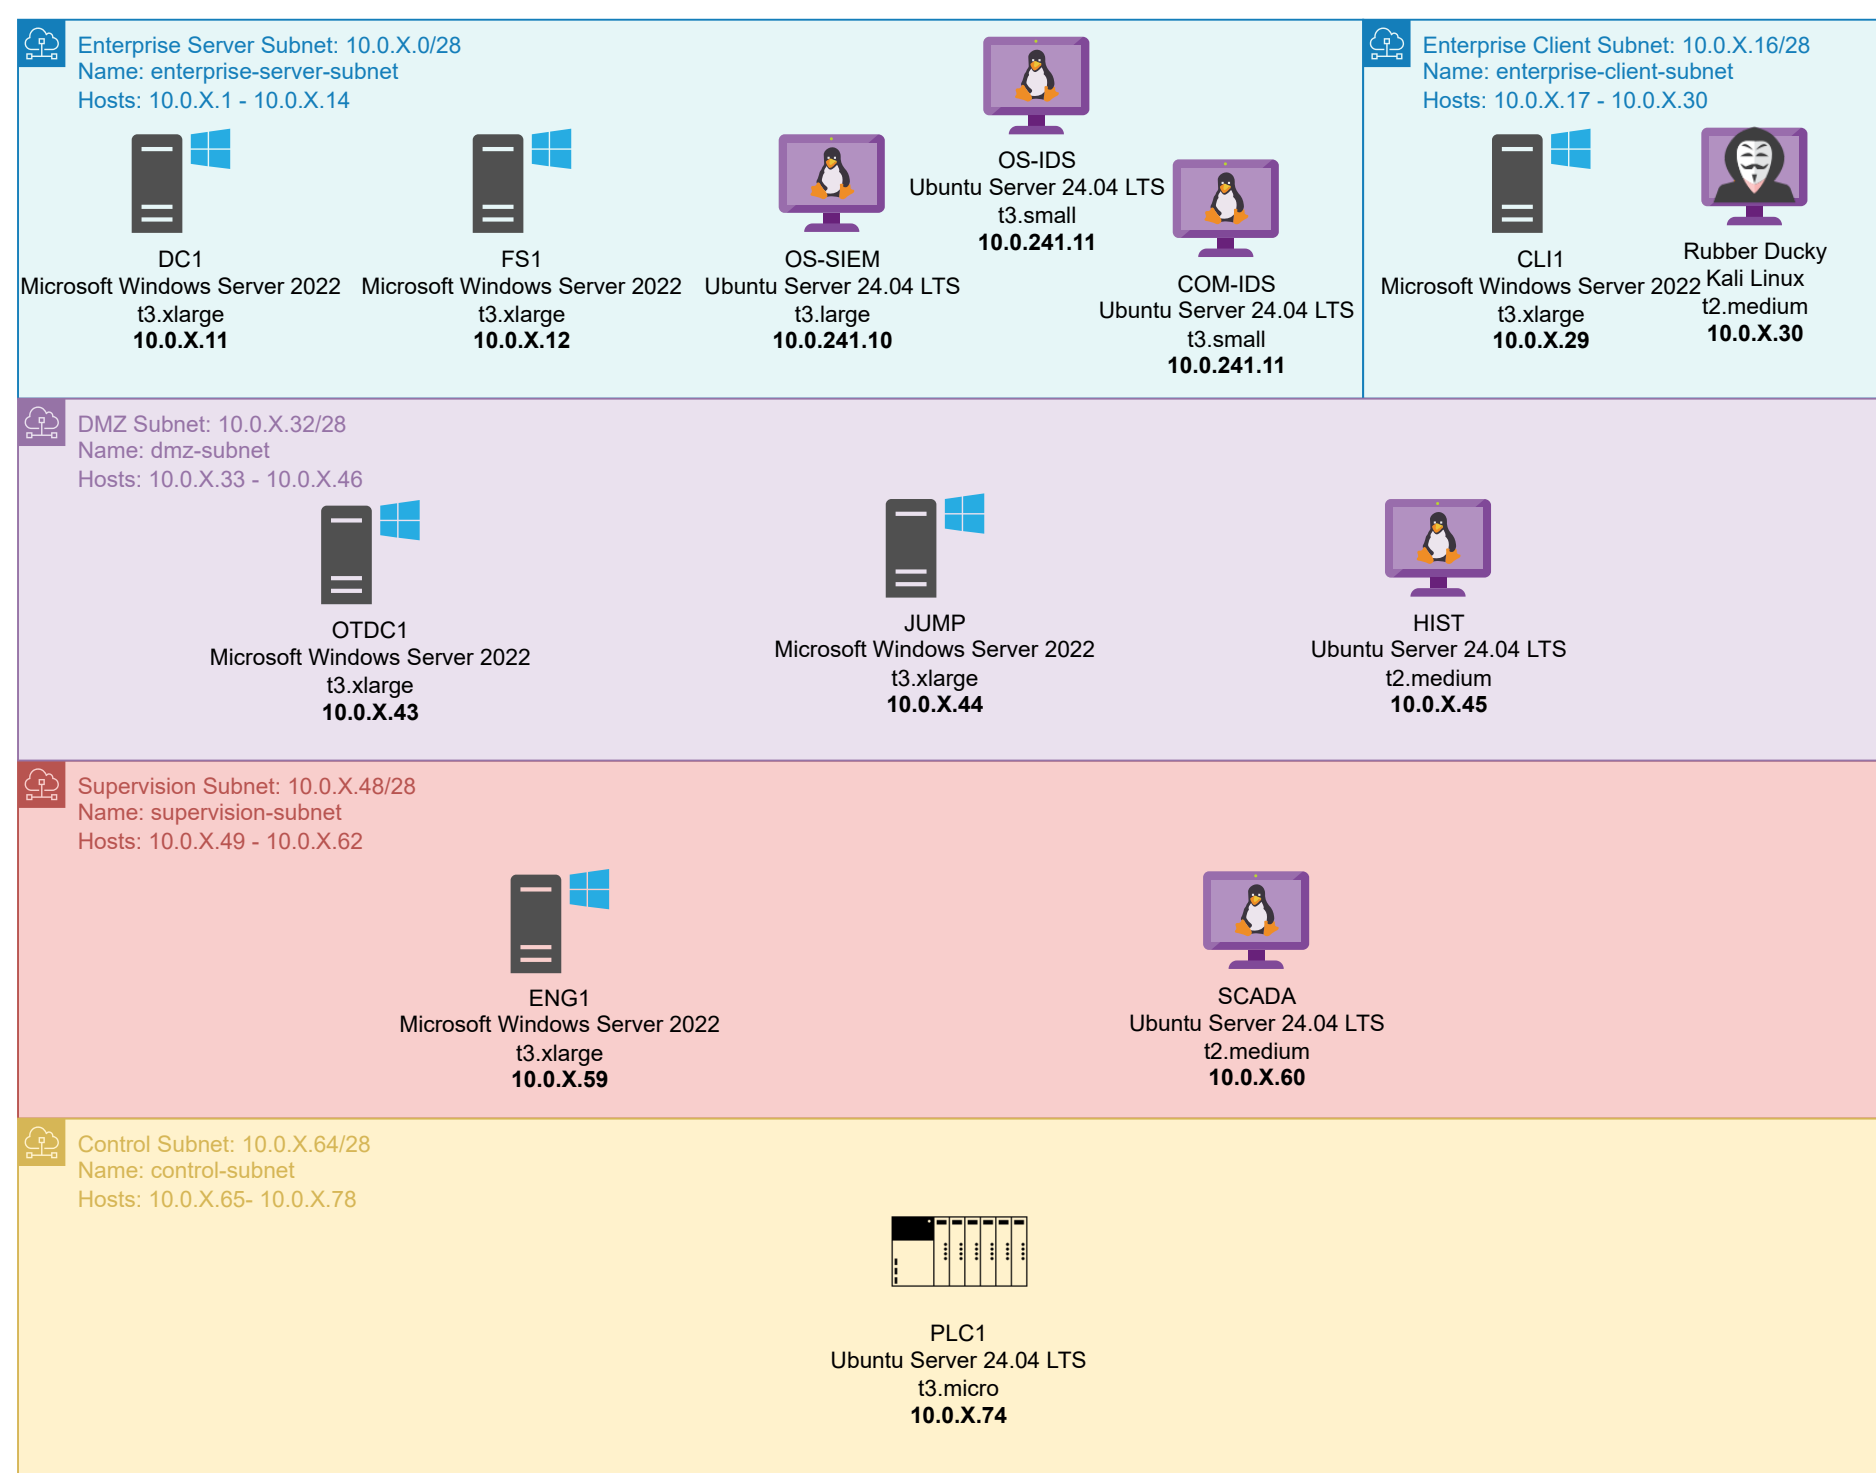 Enterprise Server Subnet: 10.0.X.0/28
Name: enterprise-server-subnet
Hosts: 10.0.X.1 - 10.0.X.14
DC1
Microsoft Windows Server 2022
t3.xlarge
10.0.X.11
FS1
Microsoft Windows Server 2022
t3.xlarge
10.0.X.12
OS-SIEM
Ubuntu Server 24.04 LTS
t3.large
10.0.241.10
OS-IDS
Ubuntu Server 24.04 LTS
t3.small
10.0.241.11
COM-IDS
Ubuntu Server 24.04 LTS
t3.small
10.0.241.11
Enterprise Client Subnet: 10.0.X.16/28
Name: enterprise-client-subnet
Hosts: 10.0.X.17 - 10.0.X.30
CLI1
Microsoft Windows Server 2022
t3.xlarge
10.0.X.29
Rubber Ducky
Kali Linux
t2.medium
10.0.X.30
DMZ Subnet: 10.0.X.32/28
Name: dmz-subnet
Hosts: 10.0.X.33 - 10.0.X.46
OTDC1
Microsoft Windows Server 2022
t3.xlarge
10.0.X.43
JUMP
Microsoft Windows Server 2022
t3.xlarge
10.0.X.44
HIST
Ubuntu Server 24.04 LTS
t2.medium
10.0.X.45
Supervision Subnet: 10.0.X.48/28
Name: supervision-subnet
Hosts: 10.0.X.49 - 10.0.X.62
ENG1
Microsoft Windows Server 2022
t3.xlarge
10.0.X.59
SCADA
Ubuntu Server 24.04 LTS
t2.medium
10.0.X.60
Control Subnet: 10.0.X.64/28
Name: control-subnet
Hosts: 10.0.X.65- 10.0.X.78
PLC1
Ubuntu Server 24.04 LTS
t3.micro
10.0.X.74